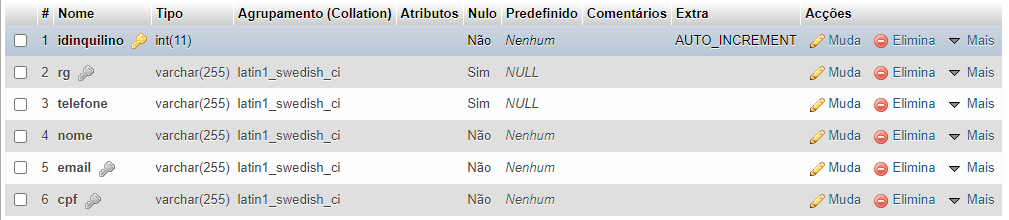 # Nome Tipo Agrupamento (Collation) Atributos Nulo Predefinido Comentários Extra Acções
1 idinquilino int(11) Não Nenhum AUTO_INCREMENT Muda Elimina Mais
2 rg varchar(255) latin1_swedish_ci Sim NULL Muda Elimina Mais
3 telefone varchar(255) latin1_swedish_ci Sim NULL Muda Elimina Mais
4 nome varchar(255) latin1_swedish_ci Não Nenhum Muda Elimina Mais
5 email varchar(255) latin1_swedish_ci Não Nenhum Muda Elimina Mais
6 cpf varchar(255) latin1_swedish_ci Não Nenhum Muda Elimina Mais